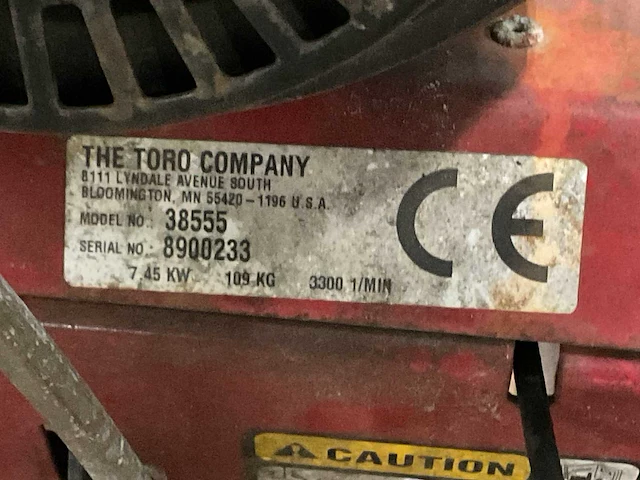 THE TORO COMPANY
8111 LYNDALE AVENUE SOUTH
BLOOMINGTON, MN 55420-1196 U.S.A.
MODEL NO: 38555
SERIAL NO: 8900233
7.45 KW 109 KG 3300 1/MIN
CE
CAUTION